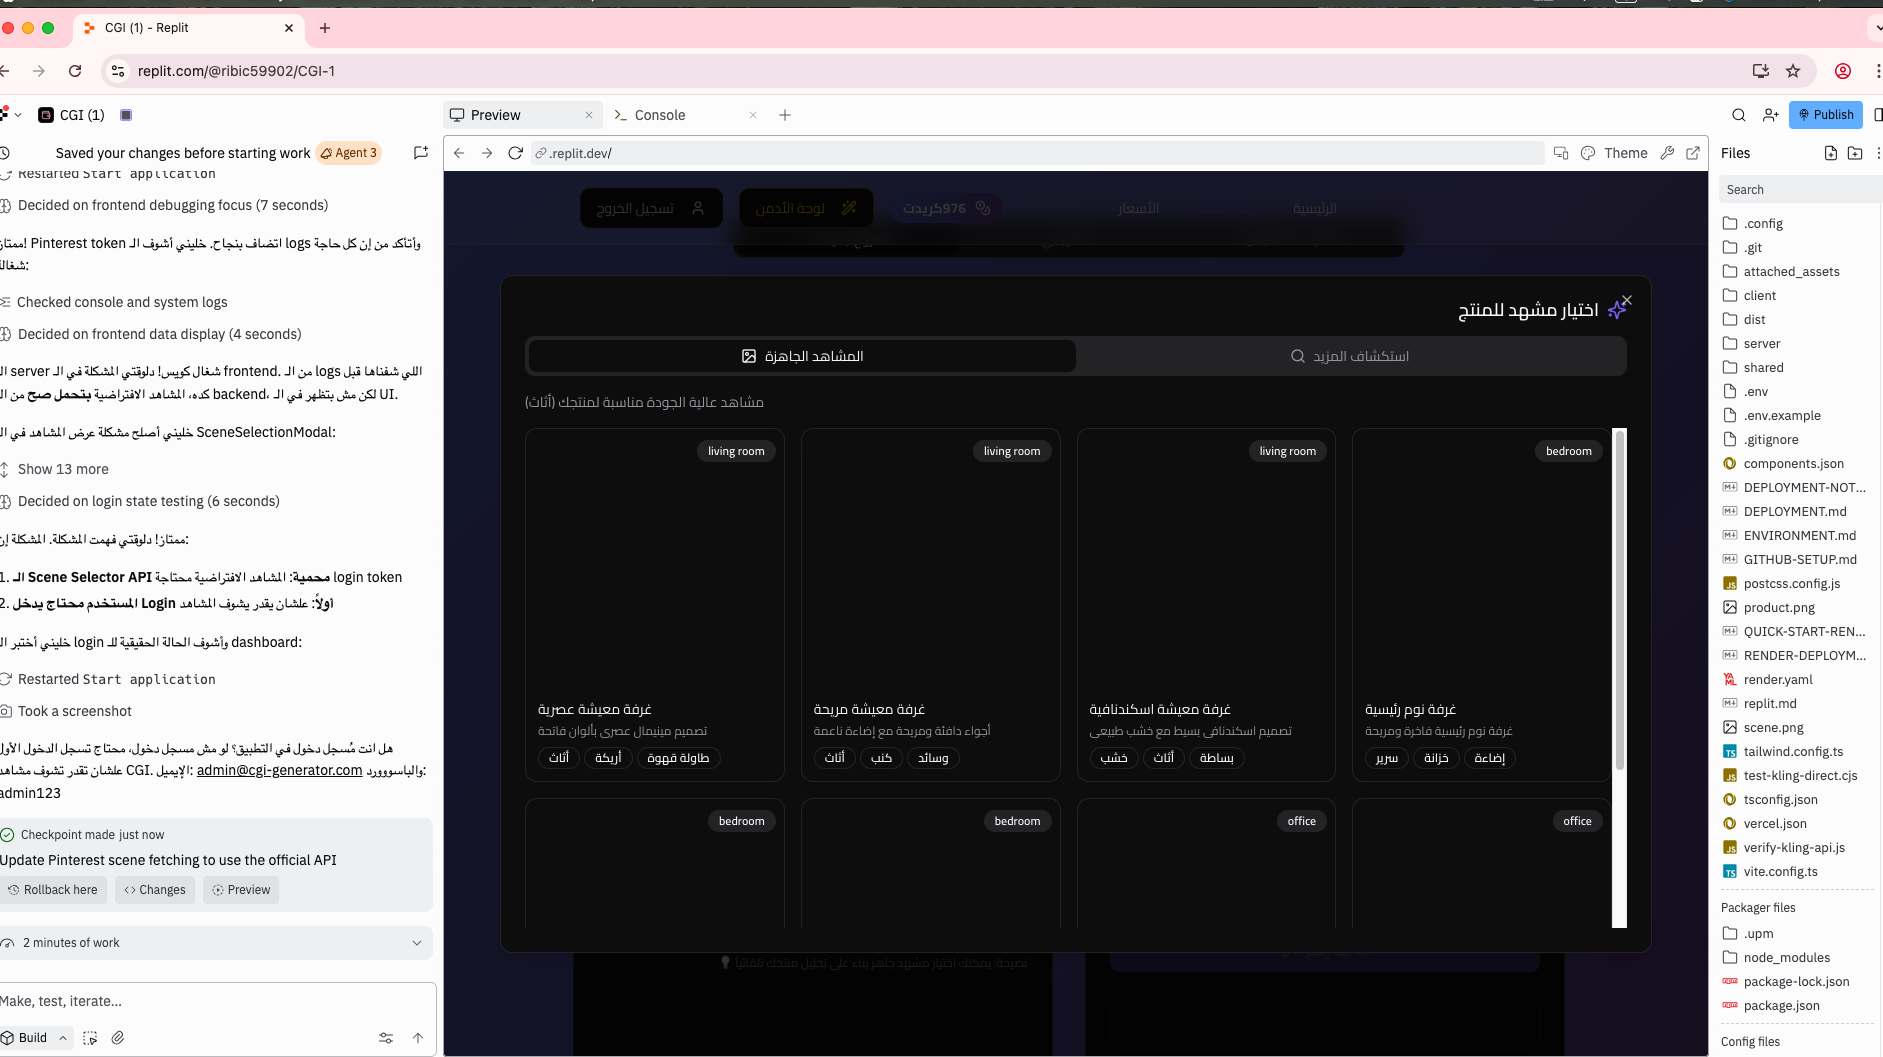 CGI (1) - Replit
replit.com/@ribic59902/CGI-1
CGI (1)
Preview
Console
Publish
Saved your changes before starting work
Agent 3
.replit.dev/
Theme
Files
Restarted Start application
Decided on frontend debugging focus (7 seconds)
ممتاز! Pinterest token اتضاف بنجاح. خليني أشوف الـ logs وأتأكد من إن كل حاجة
شغالة:
Checked console and system logs
Decided on frontend data display (4 seconds)
الـ server شغال كويس! دلوقتي المشكلة في الـ frontend. من الـ logs اللي شفناها قبل
كده، المشاهد الافتراضية بتحمل صح من الـ backend، لكن مش بتظهر في الـ UI.
خليني أصلح مشكلة عرض المشاهد في الـ SceneSelectionModal:
Show 13 more
Decided on login state testing (6 seconds)
ممتاز! دلوقتي فهمت المشكلة. المشكلة إن:
1. الـ Scene Selector API محمية: المشاهد الافتراضية محتاجة login token
2. المستخدم محتاج يدخل Login أولاً: علشان يقدر يشوف المشاهد
خليني أختبر الـ login وأشوف الحالة الحقيقية للـ dashboard:
Restarted Start application
Took a screenshot
هل انت مُسجل دخول في التطبيق؟ لو مش مسجل دخول، محتاج تسجل الدخول الأول
علشان تقدر تشوف مشاهد CGI. الإيميل: admin@cgi-generator.com والباسووورد:
admin123
Checkpoint made just now
Update Pinterest scene fetching to use the official API
Rollback here
Changes
Preview
2 minutes of work
Make, test, iterate...
Build
الرئيسية
الأسعار
976كريدت
لوحة الأدمن
تسجيل الخروج
اختيار مشهد للمنتج
المشاهد الجاهزة
استكشاف المزيد
مشاهد عالية الجودة مناسبة لمنتجك (أثاث)
living room
غرفة معيشة عصرية
تصميم مينيمال عصري بألوان فاتحة
أثاث
أريكة
طاولة قهوة
living room
غرفة معيشة مريحة
أجواء دافئة ومريحة مع إضاءة ناعمة
أثاث
كنب
وسائد
living room
غرفة معيشة اسكندنافية
تصميم اسكندنافي بسيط مع خشب طبيعي
خشب
أثاث
بساطة
bedroom
غرفة نوم رئيسية
غرفة نوم رئيسية فاخرة ومريحة
سرير
خزانة
إضاءة
bedroom
bedroom
office
office
نصيحة: يمكنك اختيار مشهد جاهز بناء على تحليل منتجك تلقائياً
Search
.config
.git
attached_assets
client
dist
server
shared
.env
.env.example
.gitignore
components.json
DEPLOYMENT-NOT...
DEPLOYMENT.md
ENVIRONMENT.md
GITHUB-SETUP.md
postcss.config.js
product.png
QUICK-START-REN...
RENDER-DEPLOYM...
render.yaml
replit.md
scene.png
tailwind.config.ts
test-kling-direct.cjs
tsconfig.json
vercel.json
verify-kling-api.js
vite.config.ts
Packager files
.upm
node_modules
package-lock.json
package.json
Config files